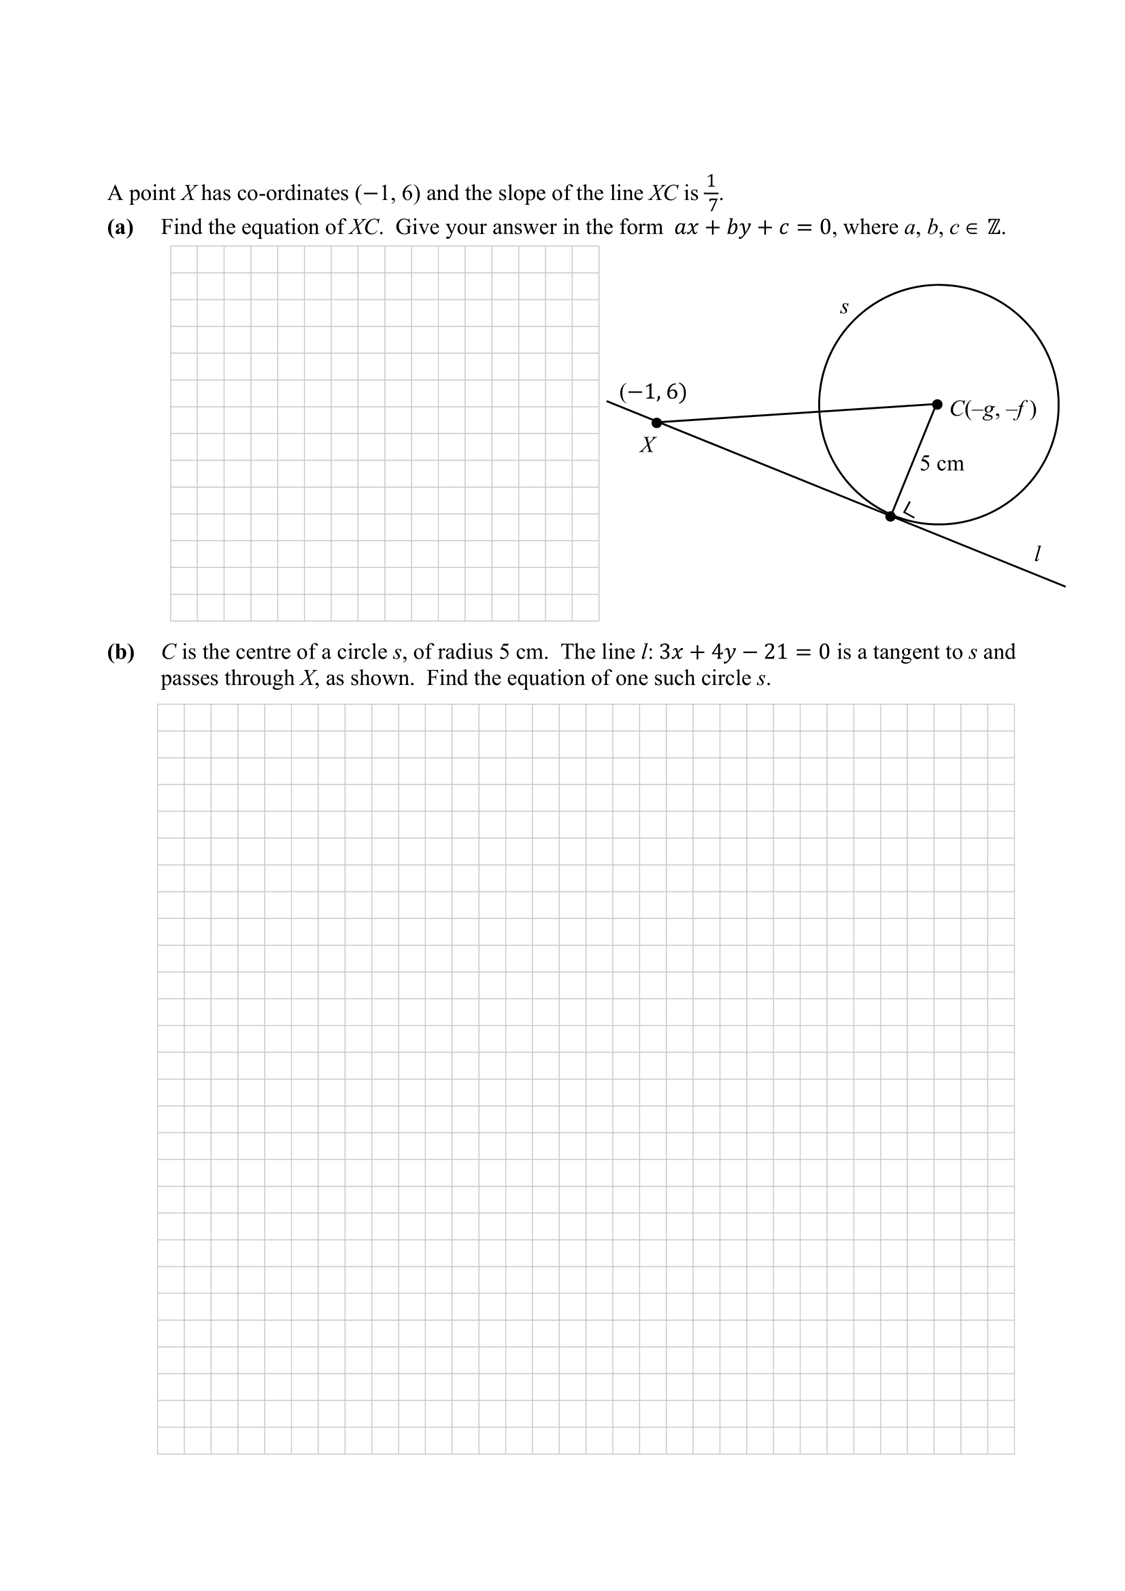 A point X has co-ordinates (−1, 6) and the slope of the line XC is 1/7.
(a) Find the equation of XC. Give your answer in the form ax + by + c = 0, where a, b, c ∈ ℤ.
s
(−1, 6)
C(–g, –f)
X
5 cm
l
(b) C is the centre of a circle s, of radius 5 cm. The line l: 3x + 4y − 21 = 0 is a tangent to s and
passes through X, as shown. Find the equation of one such circle s.